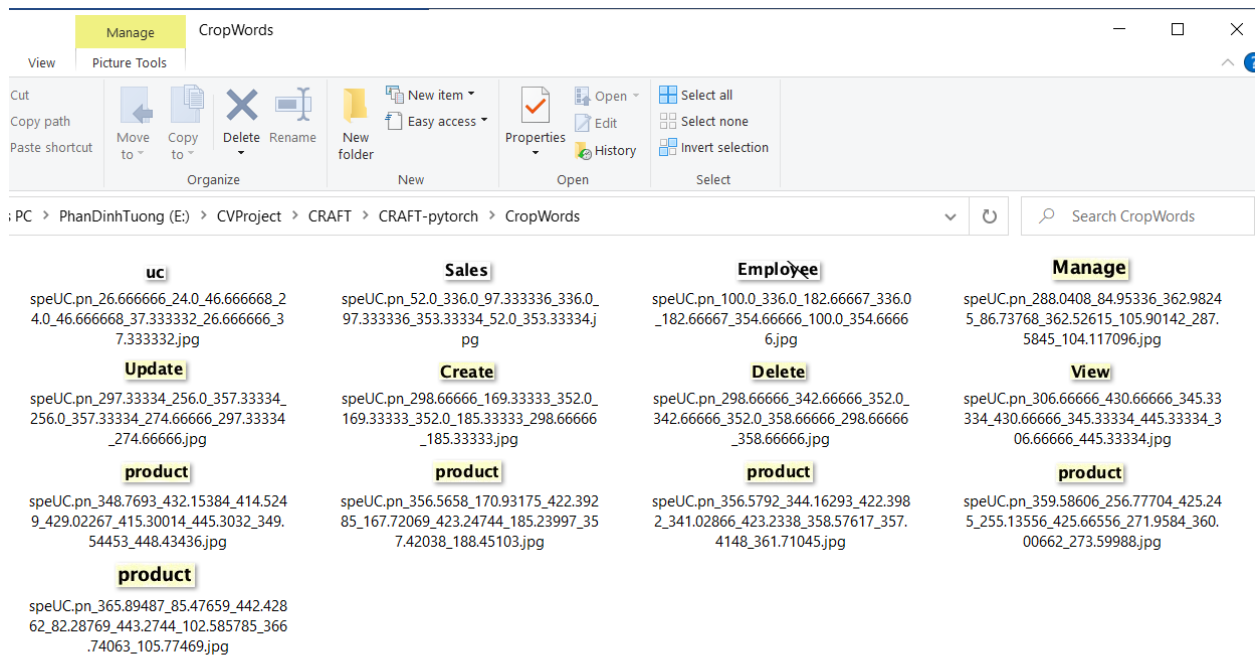 Manage CropWords
View Picture Tools
Cut
Copy path
Paste shortcut
Move to
Copy to
Delete
Rename
New folder
New item
Easy access
Properties
Open
Edit
History
Select all
Select none
Invert selection
Organize New Open Select
PC > PhanDinhTuong (E:) > CVProject > CRAFT > CRAFT-pytorch > CropWords
Search CropWords
uc
speUC.pn_26.666666_24.0_46.666668_2
4.0_46.666668_37.333332_26.666666_3
7.333332.jpg
Sales
speUC.pn_52.0_336.0_97.333336_336.0_
97.333336_353.33334_52.0_353.33334.j
pg
Employee
speUC.pn_100.0_336.0_182.66667_336.0
_182.66667_354.66666_100.0_354.6666
6.jpg
Manage
speUC.pn_288.0408_84.95336_362.9824
5_86.73768_362.52615_105.90142_287.
5845_104.117096.jpg
Update
speUC.pn_297.33334_256.0_357.33334_
256.0_357.33334_274.66666_297.33334
_274.66666.jpg
Create
speUC.pn_298.66666_169.33333_352.0_
169.33333_352.0_185.33333_298.66666
_185.33333.jpg
Delete
speUC.pn_298.66666_342.66666_352.0_
342.66666_352.0_358.66666_298.66666
_358.66666.jpg
View
speUC.pn_306.66666_430.66666_345.33
334_430.66666_345.33334_445.33334_3
06.66666_445.33334.jpg
product
speUC.pn_348.7693_432.15384_414.524
9_429.02267_415.30014_445.3032_349.
54453_448.43436.jpg
product
speUC.pn_356.5658_170.93175_422.392
85_167.72069_423.24744_185.23997_35
7.42038_188.45103.jpg
product
speUC.pn_356.5792_344.16293_422.398
2_341.02866_423.2338_358.57617_357.
4148_361.71045.jpg
product
speUC.pn_359.58606_256.77704_425.24
5_255.13556_425.66556_271.9584_360.
00662_273.59988.jpg
product
speUC.pn_365.89487_85.47659_442.428
62_82.28769_443.2744_102.585785_366
.74063_105.77469.jpg